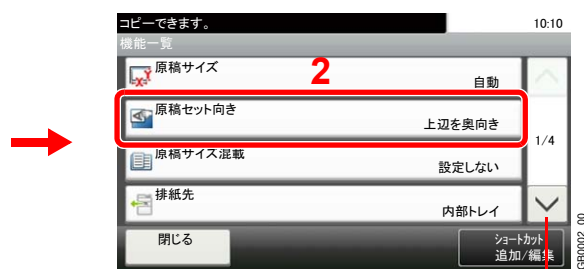 コピーできます。
10:10
機能一覧
原稿サイズ
2
自動
原稿セット向き
上辺を奥向き
1/4
原稿サイズ混載
設定しない
排紙先
内部トレイ
閉じる
ショートカット
追加/編集
GB0002_00